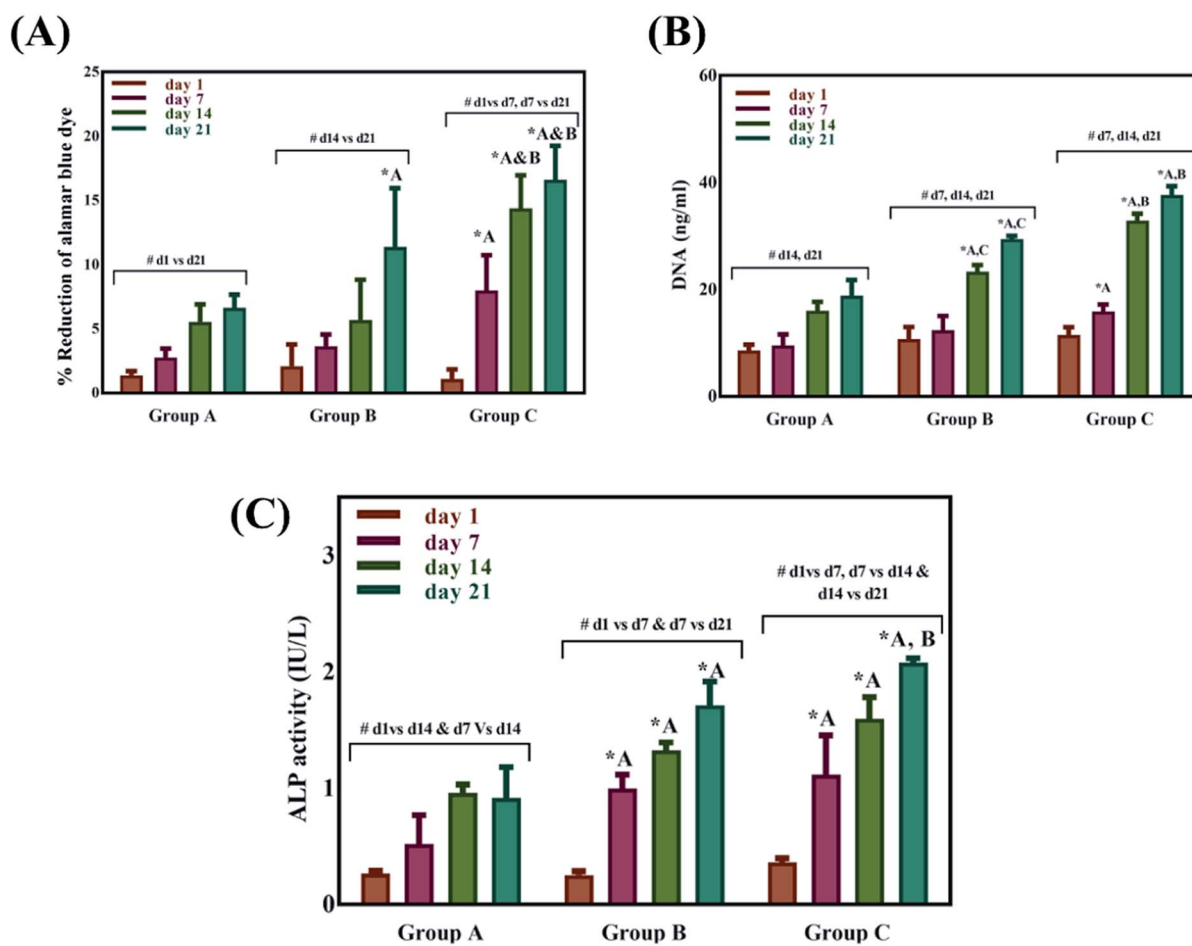 (A)
% Reduction of alamar blue dye
25
20
15
10
5
0
day 1
day 7
day 14
day 21
# d1 vs d21
# d14 vs d21
*A
# d1vs d7, d7 vs d21
*A
*A&B
*A&B
Group A
Group B
Group C
(B)
DNA (ng/ml)
60
40
20
0
day 1
day 7
day 14
day 21
# d14, d21
# d7, d14, d21
*A,C
*A,C
# d7, d14, d21
*A
*A,B
*A,B
Group A
Group B
Group C
(C)
ALP activity (IU/L)
3
2
1
0
day 1
day 7
day 14
day 21
# d1vs d14 & d7 Vs d14
# d1 vs d7 & d7 vs d21
*A
*A
*A
# d1vs d7, d7 vs d14 &
d14 vs d21
*A
*A
*A, B
Group A
Group B
Group C